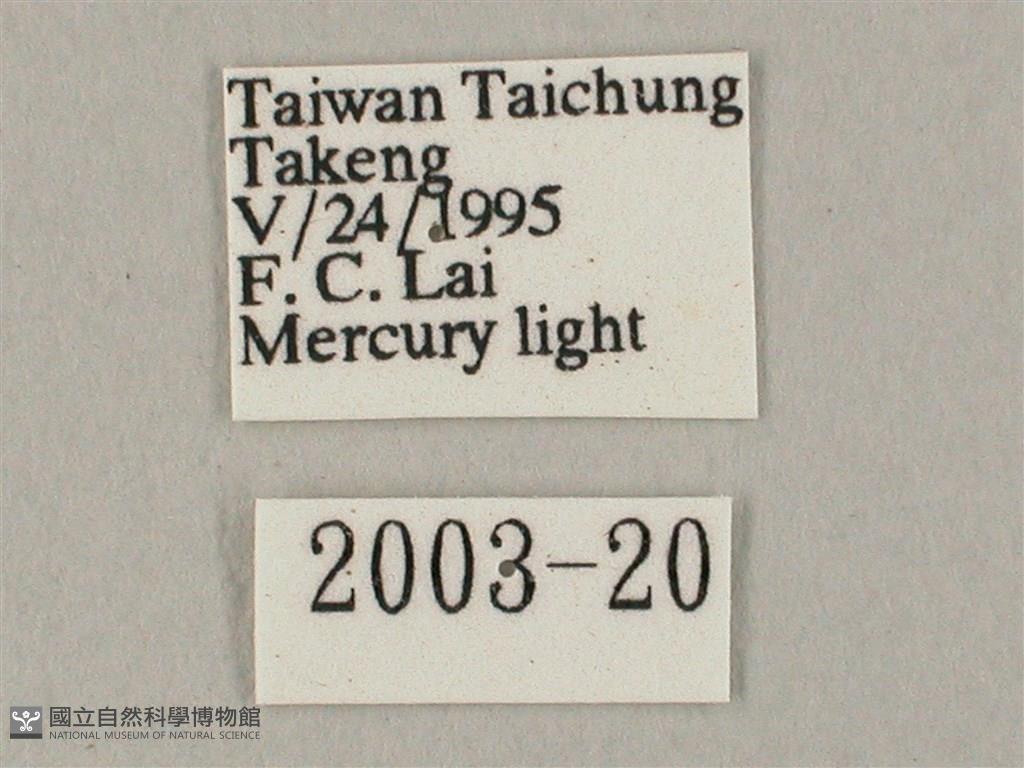 Taiwan Taichung
Takeng
V/24/1995
F. C. Lai
Mercury light
2003-20
國立自然科學博物館
NATIONAL MUSEUM OF NATURAL SCIENCE